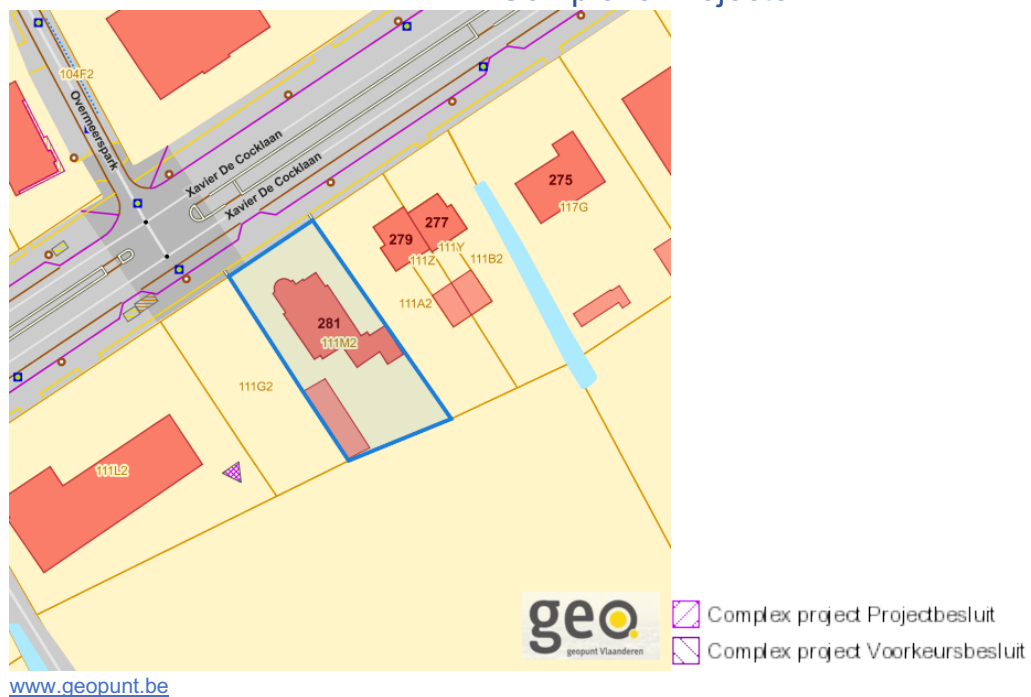 104F2
Overmeerspark
Xavier De Cocklaan
Xavier De Cocklaan
275
117G
277
279
111Y
111Z
111B2
111A2
281
111M2
111G2
111L2
geo
geopunt Vlaanderen
Complex project Projectbesluit
Complex project Voorkeursbesluit
www.geopunt.be